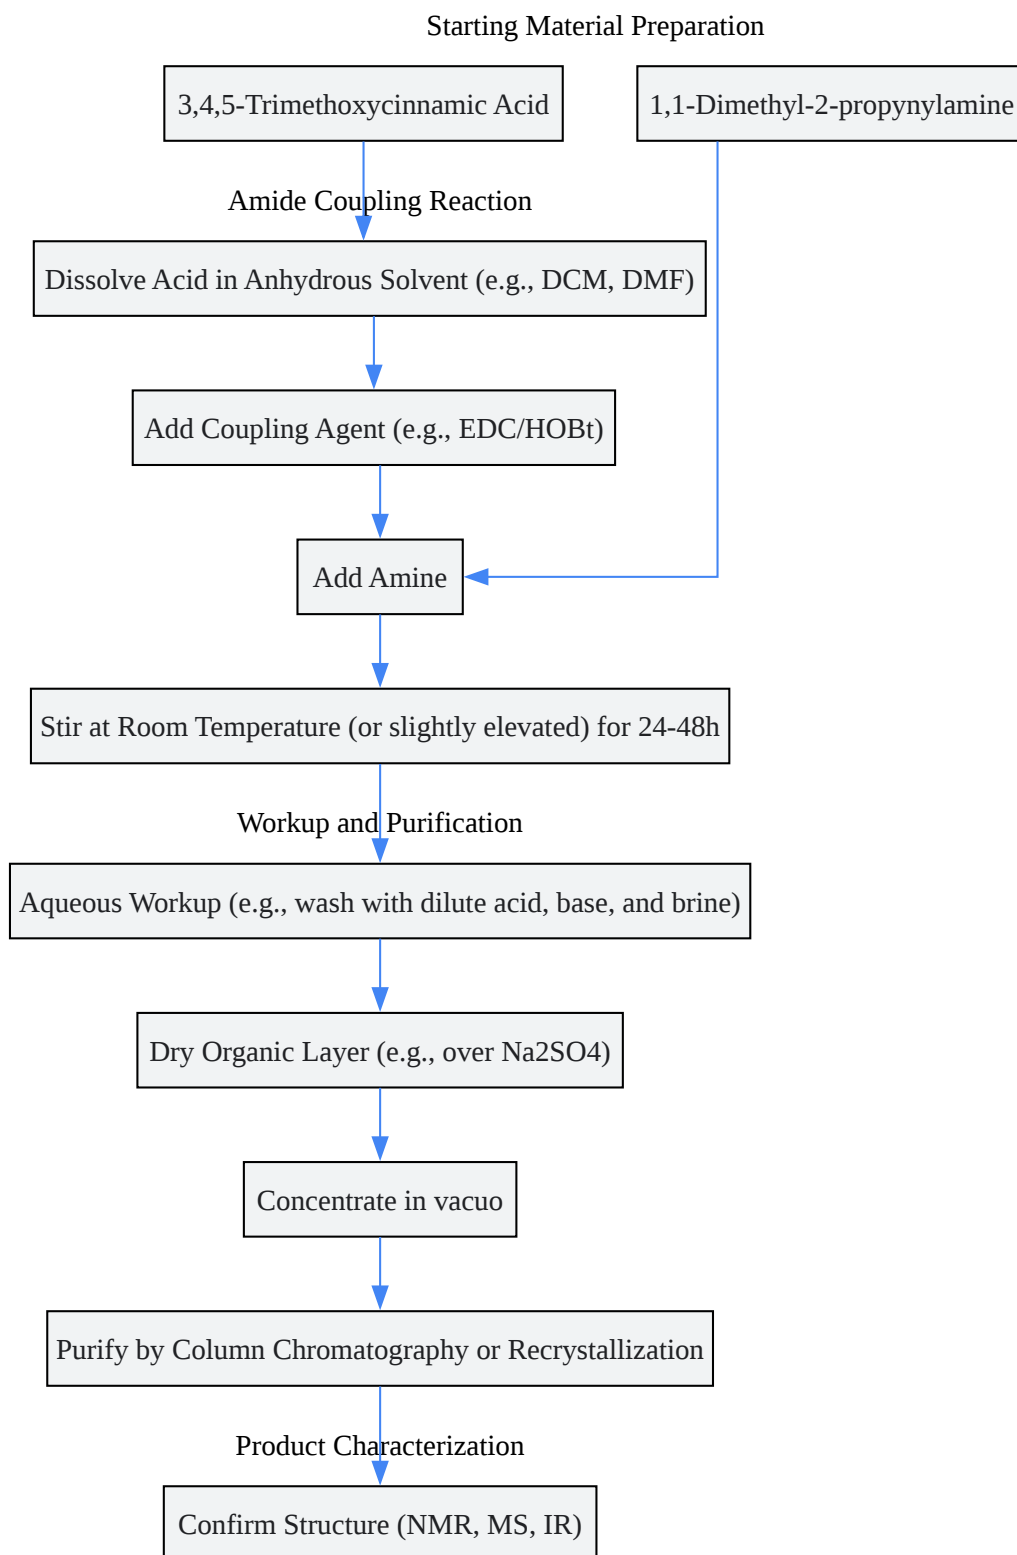 Starting Material Preparation
3,4,5-Trimethoxycinnamic Acid
1,1-Dimethyl-2-propynylamine
Amide Coupling Reaction
Dissolve Acid in Anhydrous Solvent (e.g., DCM, DMF)
Add Coupling Agent (e.g., EDC/HOBt)
Add Amine
Stir at Room Temperature (or slightly elevated) for 24-48h
Workup and Purification
Aqueous Workup (e.g., wash with dilute acid, base, and brine)
Dry Organic Layer (e.g., over Na2SO4)
Concentrate in vacuo
Purify by Column Chromatography or Recrystallization
Product Characterization
Confirm Structure (NMR, MS, IR)